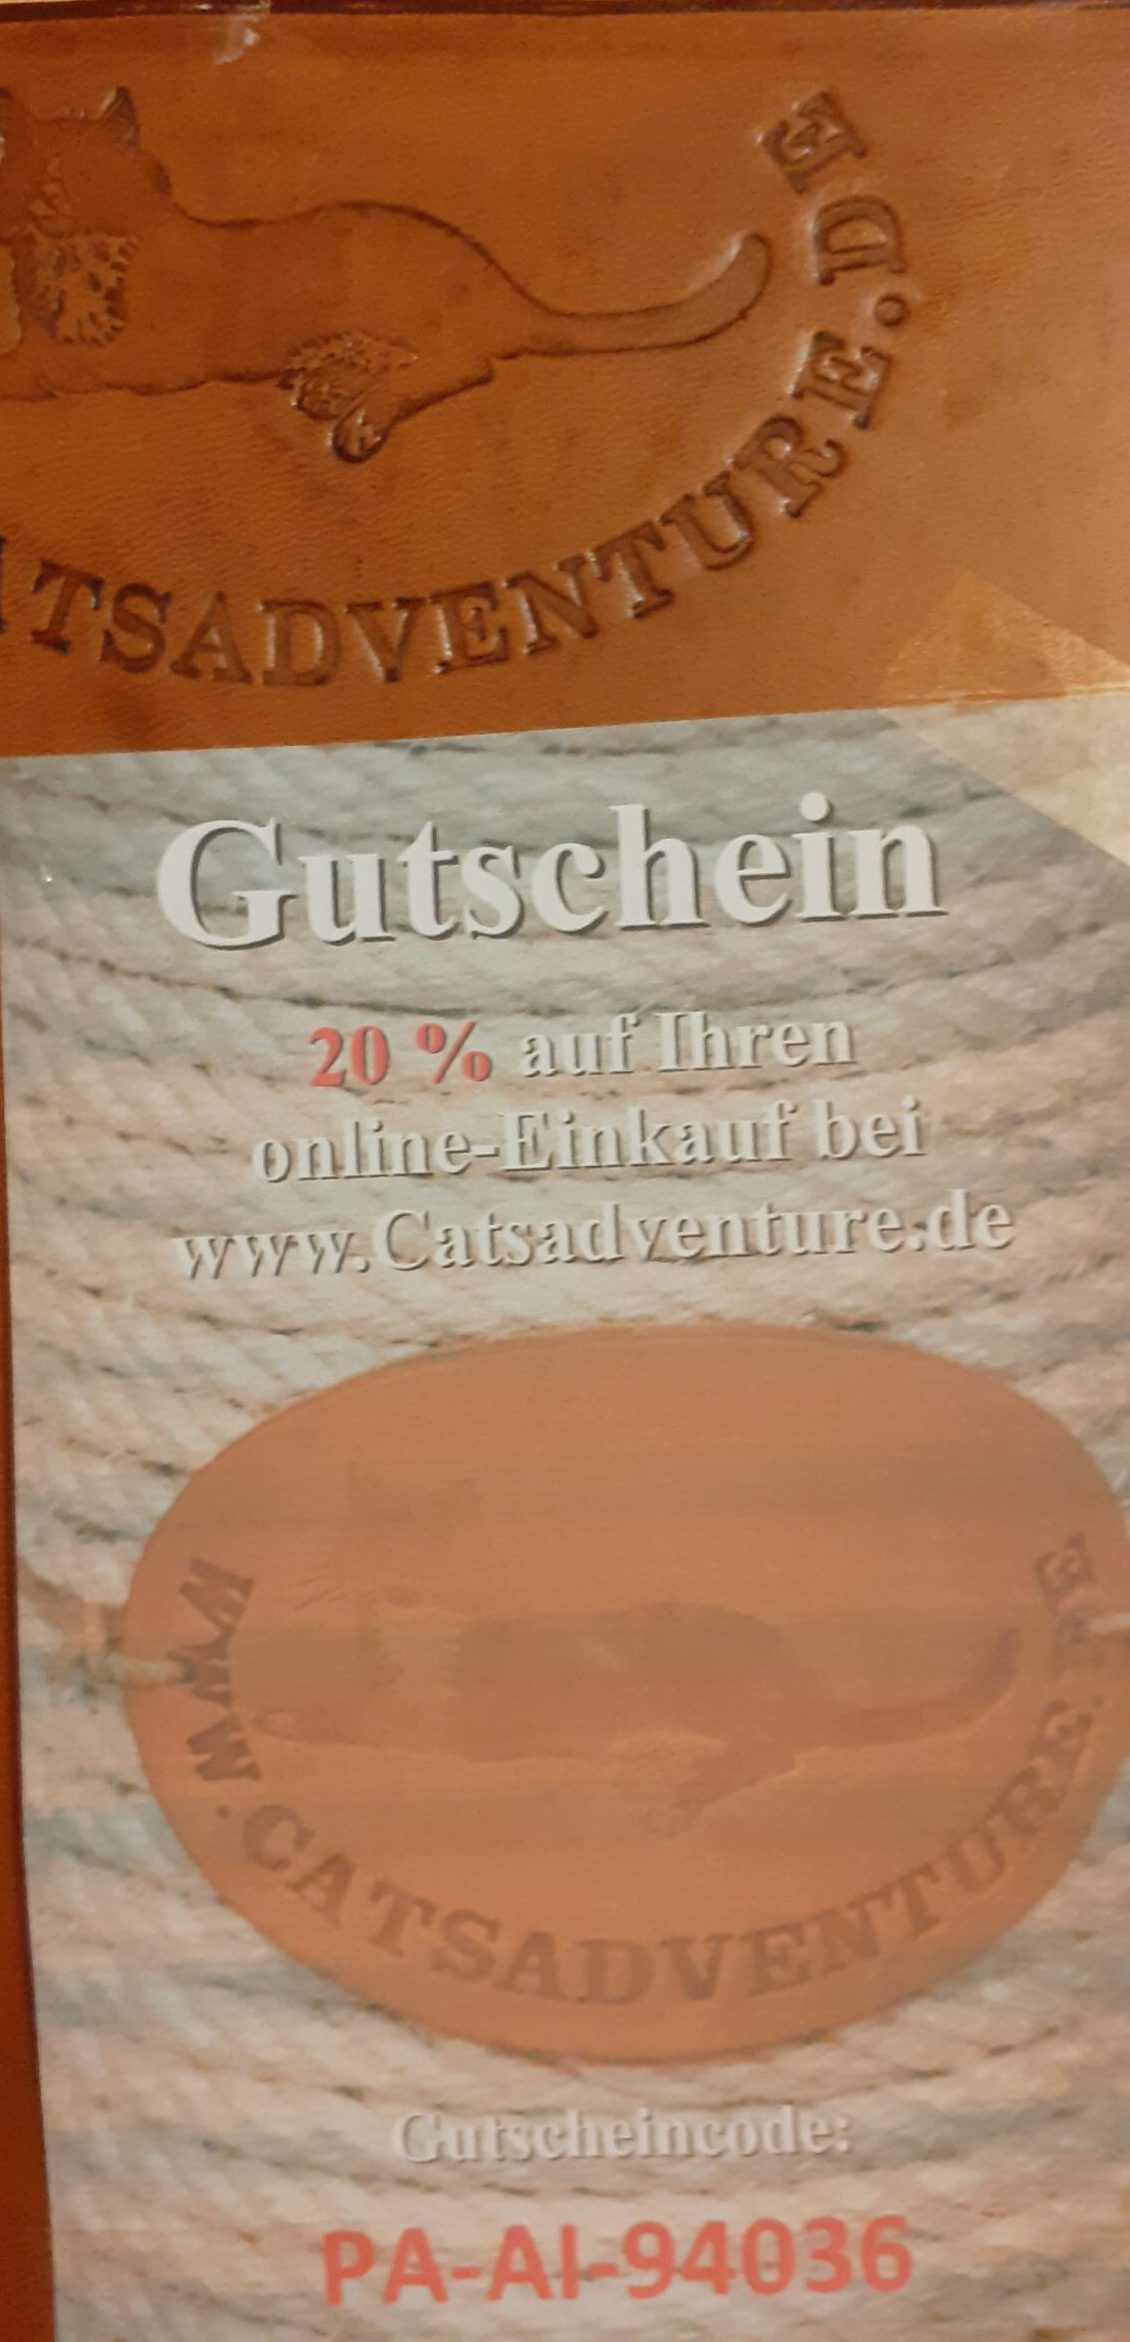 TSADVENTURE.DE
Gutschein
20 % auf Ihren
online-Einkauf bei
www.Catsadventure.de
WWW.CATSADVENTURE.DE
Gutscheincode:
PA-AI-94036